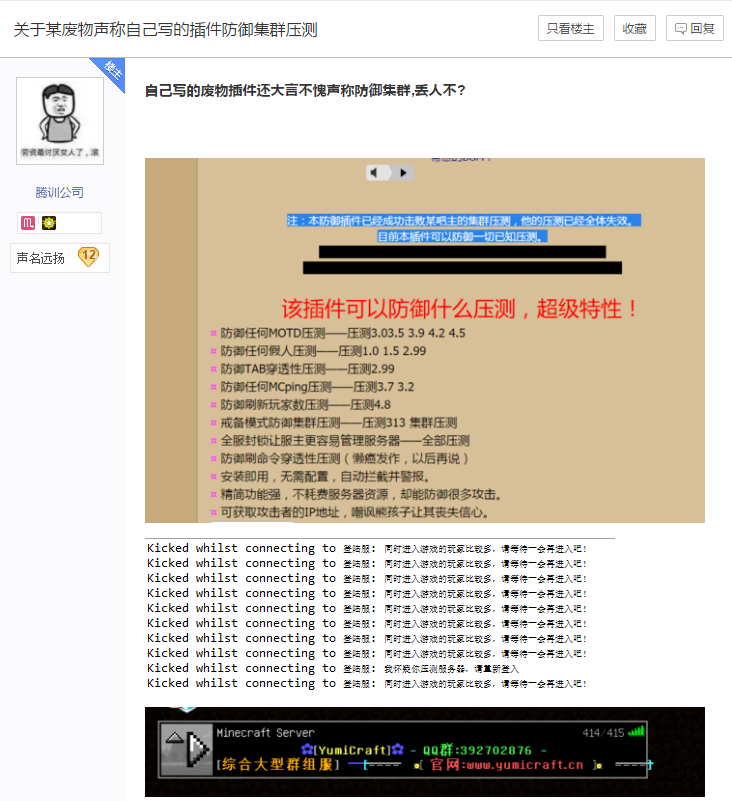 关于某废物声称自己写的插件防御集群压测
只看楼主
收藏
回复
楼主
自己写的废物插件还大言不愧声称防御集群,丢人不?
劳资最讨厌女人了，滚
腾训公司
声名远扬 12
注：本防御插件已经成功击败某吧主的集群压测，他的压测已经全体失效。
目前本插件可以防御一切已知压测。
该插件可以防御什么压测，超级特性！
防御任何MOTD压测——压测3.03.5 3.9 4.2 4.5
防御任何假人压测——压测1.0 1.5 2.99
防御TAB穿透性压测——压测2.99
防御任何MCping压测——压测3.7 3.2
防御刷新玩家数压测——压测4.8
戒备模式防御集群压测——压测313 集群压测
全服封锁让服主更容易管理服务器——全部压测
防御刷命令穿透性压测（懒癌发作，以后再说）
安装即用，无需配置，自动拦截并警报。
精简功能强，不耗费服务器资源，却能防御很多攻击。
可获取攻击者的IP地址，嘲讽熊孩子让其丧失信心。
Kicked whilst connecting to 登陆服: 同时进入游戏的玩家比较多，请等待一会再进入吧!
Kicked whilst connecting to 登陆服: 同时进入游戏的玩家比较多，请等待一会再进入吧!
Kicked whilst connecting to 登陆服: 同时进入游戏的玩家比较多，请等待一会再进入吧!
Kicked whilst connecting to 登陆服: 同时进入游戏的玩家比较多，请等待一会再进入吧!
Kicked whilst connecting to 登陆服: 同时进入游戏的玩家比较多，请等待一会再进入吧!
Kicked whilst connecting to 登陆服: 同时进入游戏的玩家比较多，请等待一会再进入吧!
Kicked whilst connecting to 登陆服: 同时进入游戏的玩家比较多，请等待一会再进入吧!
Kicked whilst connecting to 登陆服: 同时进入游戏的玩家比较多，请等待一会再进入吧!
Kicked whilst connecting to 登陆服: 我怀疑你压测服务器，请重新登入
Kicked whilst connecting to 登陆服: 同时进入游戏的玩家比较多，请等待一会再进入吧!
Minecraft Server 414/415
[YumiCraft] - QQ群:392702876 -
[综合大型群组服] ——[---- ●[ 官网:www.yumicraft.cn ]● ----]